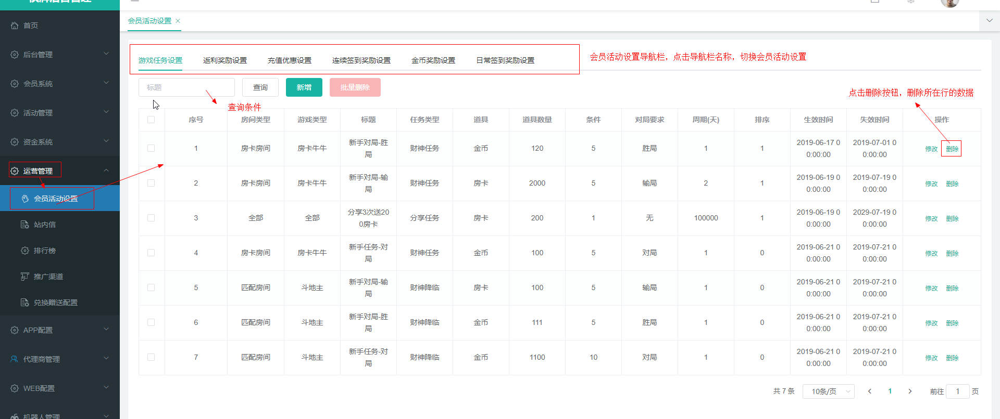 棋牌后台管理
首页
后台管理
会员系统
活动管理
资金系统
运营管理
会员活动设置
站内信
排行榜
推广渠道
兑换赠送配置
APP配置
代理商管理
WEB配置
机器人管理
会员活动设置
游戏任务设置 返利奖励设置 充值优惠设置 连续签到奖励设置 金币奖励设置 日常签到奖励设置
会员活动设置导航栏，点击导航栏名称，切换会员活动设置
标题 查询 新增 批量删除
点击删除按钮，删除所在行的数据
查询条件
序号 房间类型 游戏类型 标题 任务类型 道具 道具数量 条件 对局要求 周期(天) 排序 生效时间 失效时间 操作
1 房卡房间 房卡牛牛 新手对局-胜局 财神任务 金币 120 5 胜局 1 1 2019-06-17 00:00:00 2019-07-01 00:00:00 修改 删除
2 房卡房间 房卡牛牛 新手对局-输局 财神任务 房卡 2000 5 输局 2 1 2019-06-19 00:00:00 2019-07-19 00:00:00 修改 删除
3 全部 全部 分享3次送200房卡 分享任务 房卡 200 1 无 100000 1 2019-06-19 00:00:00 2029-07-19 00:00:00 修改 删除
4 房卡房间 房卡牛牛 新手任务-对局 财神任务 金币 100 5 对局 1 0 2019-06-21 00:00:00 2019-07-21 00:00:00 修改 删除
5 匹配房间 斗地主 新手对局-输局 财神降临 房卡 100 5 输局 1 0 2019-06-21 00:00:00 2019-07-21 00:00:00 修改 删除
6 匹配房间 斗地主 新手对局-胜局 财神降临 金币 111 5 胜局 1 0 2019-06-21 00:00:00 2019-07-21 00:00:00 修改 删除
7 匹配房间 斗地主 新手任务-对局 财神降临 金币 1100 10 对局 1 0 2019-06-21 00:00:00 2019-07-21 00:00:00 修改 删除
共 7 条 10条/页 1 前往 1 页